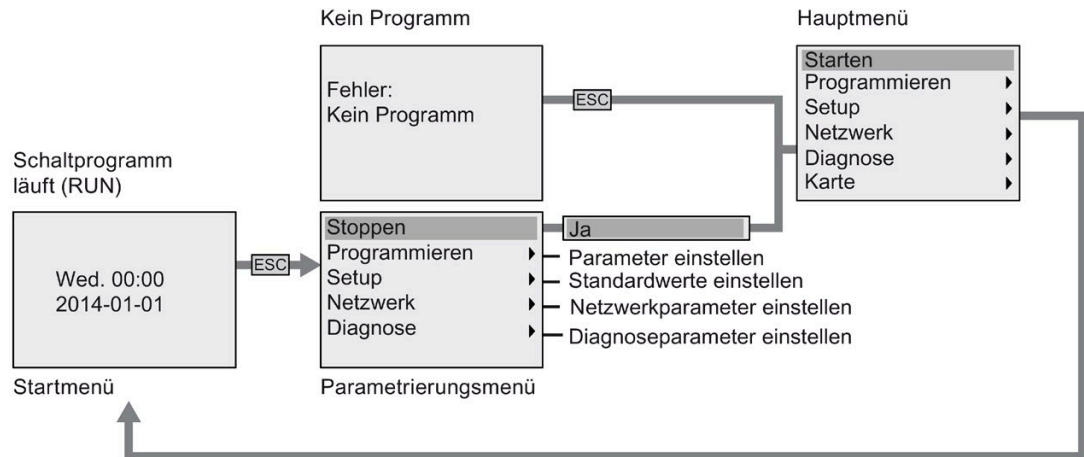 Kein Programm
Hauptmenü
Fehler:
Kein Programm
ESC
Starten
Programmieren
Setup
Netzwerk
Diagnose
Karte
Schaltprogramm
läuft (RUN)
Wed. 00:00
2014-01-01
Startmenü
ESC
Stoppen
Programmieren
Setup
Netzwerk
Diagnose
Parametrierungsmenü
Ja
Parameter einstellen
Standardwerte einstellen
Netzwerkparameter einstellen
Diagnoseparameter einstellen